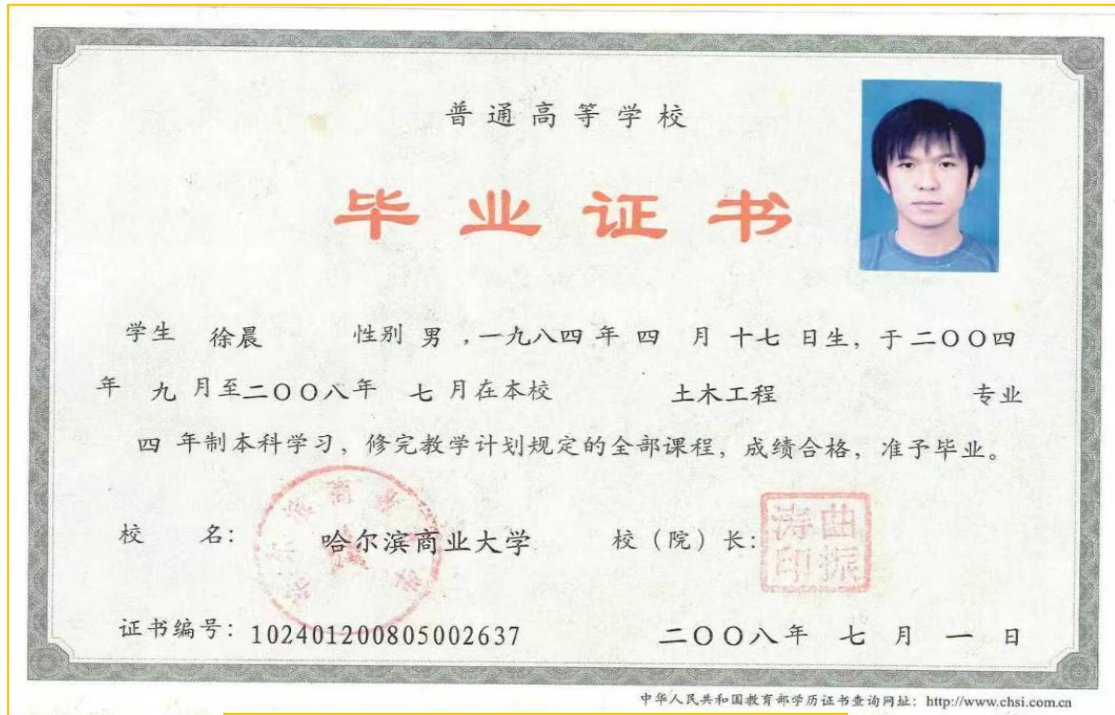 普通高等学校
毕业证书
学生 徐晨 性别 男 ,一九八四 年 四 月 十七 日生, 于 二〇〇四
年 九 月至二〇〇八年 七 月在本校 土木工程 专业
四 年制本科学习, 修完教学计划规定的全部课程, 成绩合格, 准予毕业。
校 名: 哈尔滨商业大学 校(院)长: 曲振涛印
证书编号: 102401200805002637 二〇〇八年 七 月 一 日
中华人民共和国教育部学历证书查询网址: http://www.chsi.com.cn